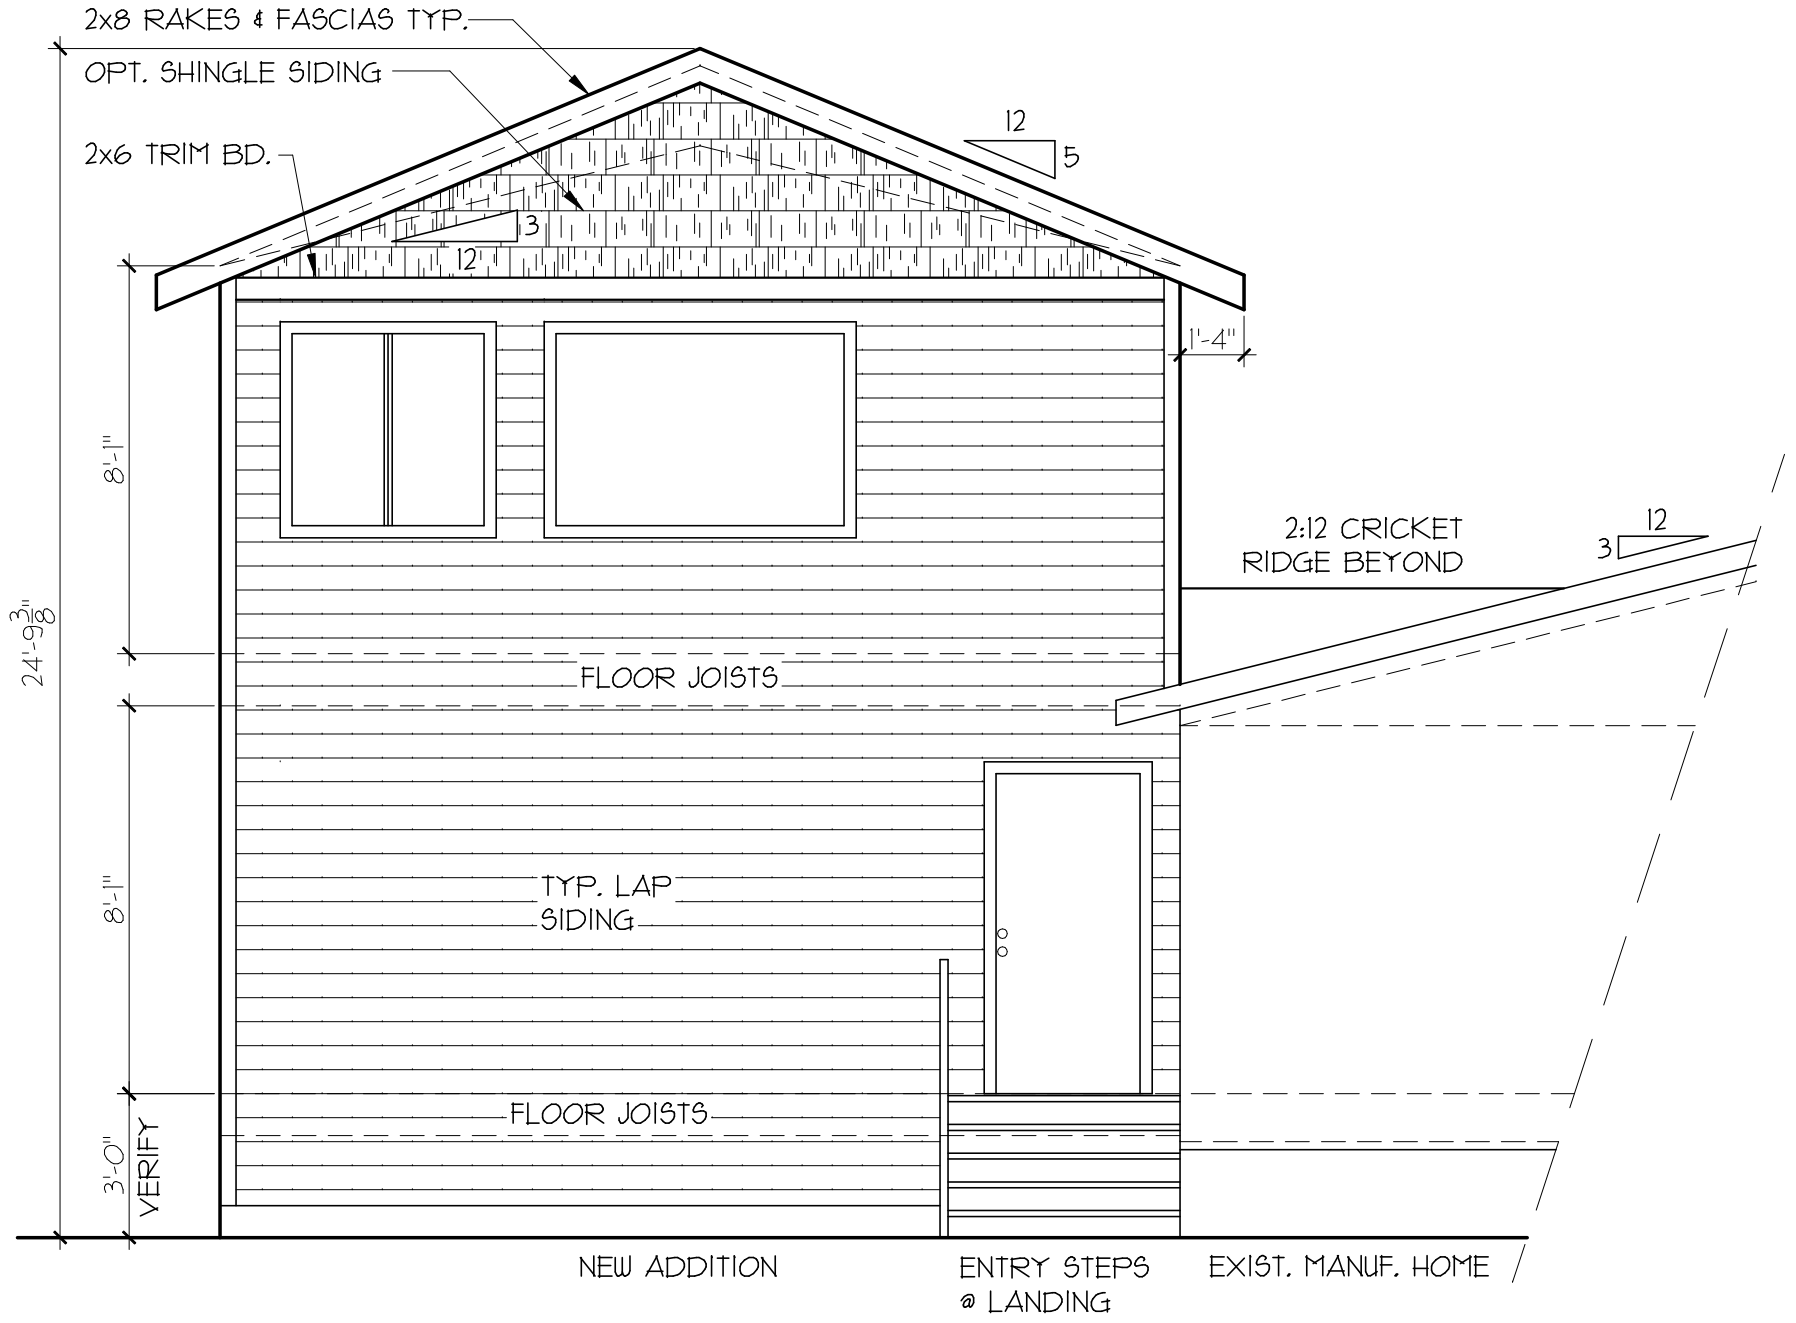 2x8 RAKES & FASCIAS TYP.
OPT. SHINGLE SIDING
2x6 TRIM BD.
12
5
3
12
1'-4"
8'-1"
24'-9 3/8"
2:12 CRICKET
RIDGE BEYOND
12
3
FLOOR JOISTS
8'-1"
TYP. LAP
SIDING
FLOOR JOISTS
3'-0"
VERIFY
NEW ADDITION
ENTRY STEPS
@ LANDING
EXIST. MANUF. HOME